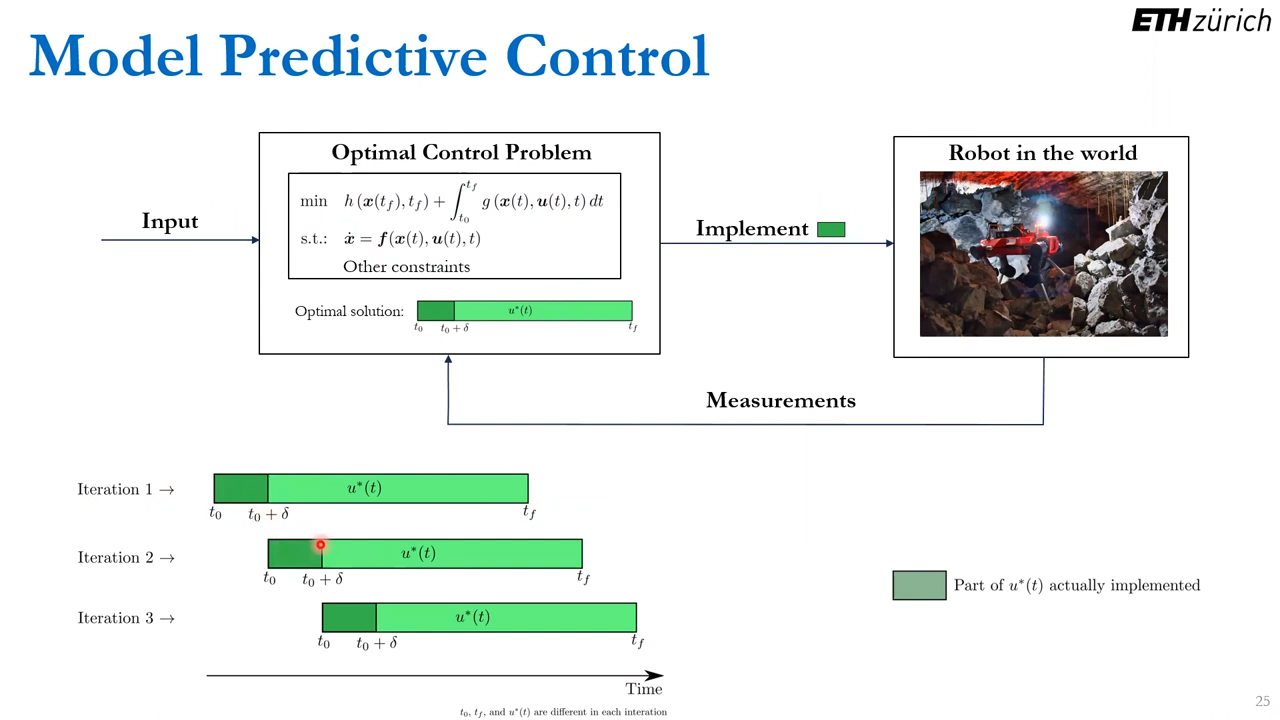 ETH zürich
Model Predictive Control
Input
Optimal Control Problem
min h (x(t_f), t_f) + ∫_{t_0}^{t_f} g (x(t), u(t), t) dt
s.t.: ẋ = f(x(t), u(t), t)
Other constraints
Optimal solution: u*(t)
t_0 t_0 + δ t_f
Implement
Robot in the world
Measurements
Iteration 1 → u*(t)
t_0 t_0 + δ t_f
Iteration 2 → u*(t)
t_0 t_0 + δ t_f
Iteration 3 → u*(t)
t_0 t_0 + δ t_f
Part of u*(t) actually implemented
Time
t_0, t_f, and u*(t) are different in each interation
25